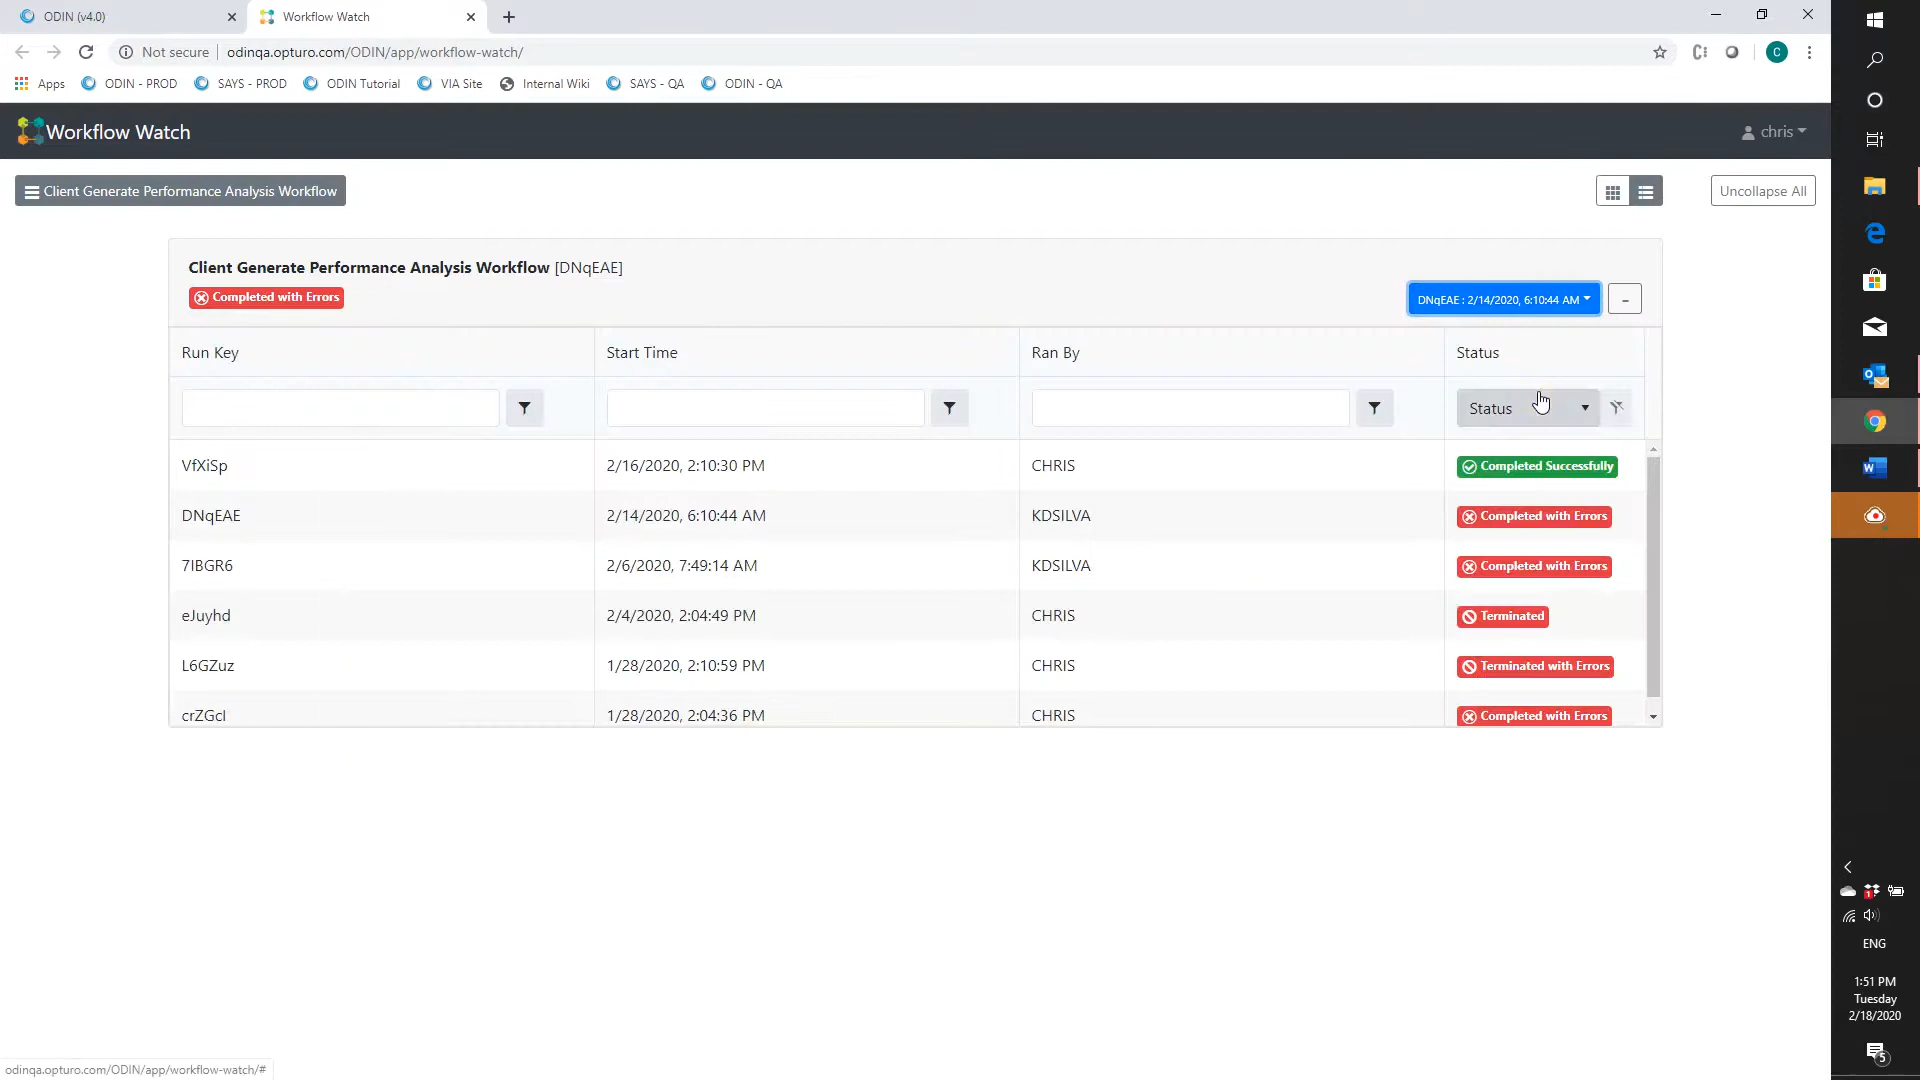 ODIN (v4.0)
Workflow Watch
Not secure
odinqa.opturo.com/ODIN/app/workflow-watch/
C
Apps
ODIN - PROD
SAYS - PROD
ODIN Tutorial
VIA Site
Internal Wiki
SAYS - QA
ODIN - QA
Workflow Watch
chris
Client Generate Performance Analysis Workflow
Uncollapse All
Client Generate Performance Analysis Workflow [DNqEAE]
Completed with Errors
DNqEAE : 2/14/2020, 6:10:44 AM
Run Key Start Time Ran By Status
Status
VfXiSp 2/16/2020, 2:10:30 PM CHRIS Completed Successfully
DNqEAE 2/14/2020, 6:10:44 AM KDSILVA Completed with Errors
7IBGR6 2/6/2020, 7:49:14 AM KDSILVA Completed with Errors
eJuyhd 2/4/2020, 2:04:49 PM CHRIS Terminated
L6GZuz 1/28/2020, 2:10:59 PM CHRIS Terminated with Errors
crZGcI 1/28/2020, 2:04:36 PM CHRIS Completed with Errors
ENG
1:51 PM
Tuesday
2/18/2020
5
odinqa.opturo.com/ODIN/app/workflow-watch/#